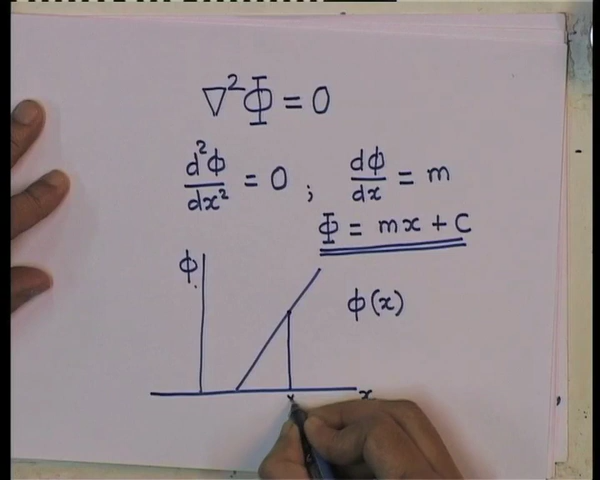 ∇²Φ = 0
d²ϕ/dx² = 0 ; dϕ/dx = m
Φ = mx + C
ϕ
ϕ(x)
x
x